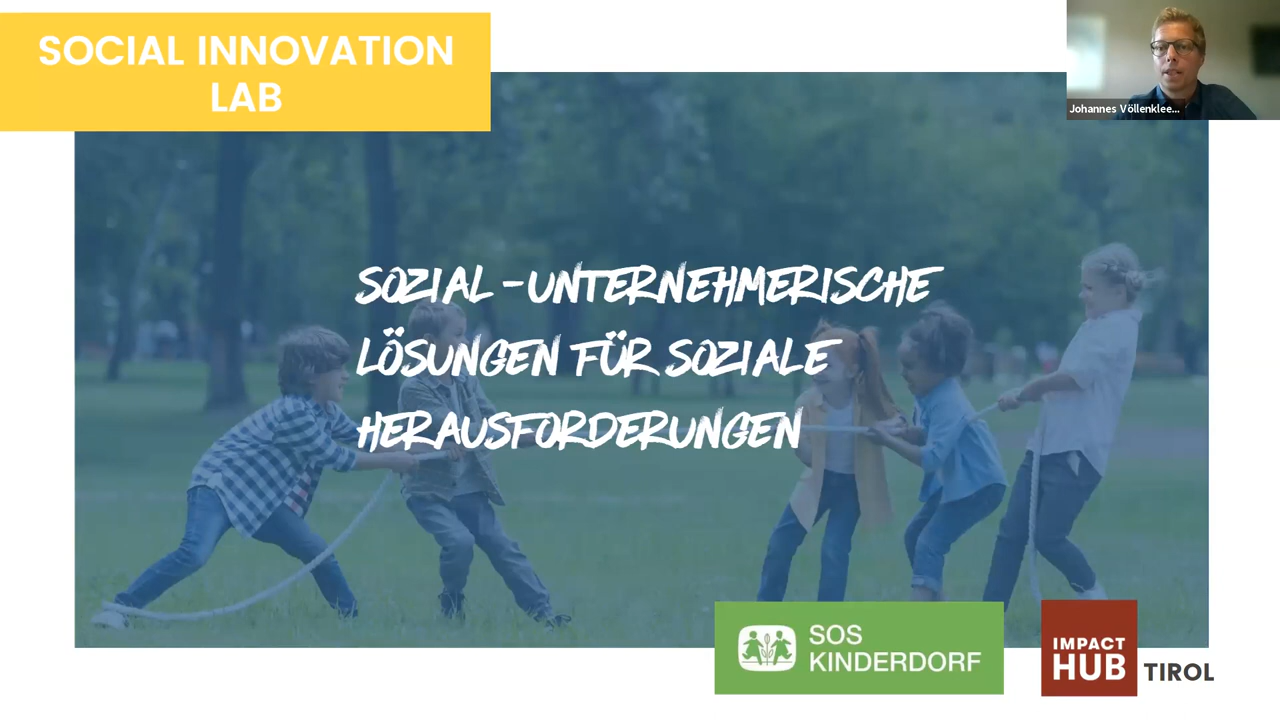 SOCIAL INNOVATION
LAB
Johannes Völlenklee...
SOZIAL-UNTERNEHMERISCHE
LÖSUNGEN FÜR SOZIALE
HERAUSFORDERUNGEN
SOS
KINDERDORF
IMPACT
HUB
TIROL